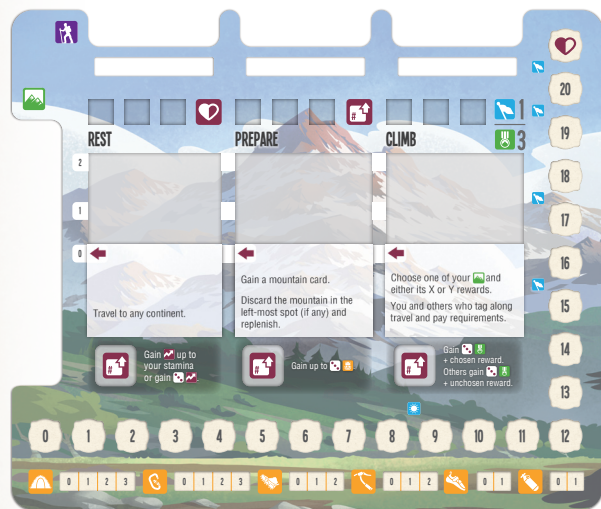 20
# 1
19
REST PREPARE CLIMB 3
2
18
1
17
0
16
Travel to any continent.
Gain a mountain card.
Discard the mountain in the
left-most spot (if any) and
replenish.
Choose one of your and
either its X or Y rewards.
You and others who tag along
travel and pay requirements.
15
14
#
Gain up to
your stamina
or gain .
#
Gain up to .
#
Gain
+ chosen reward.
Others gain
+ unchosen reward.
13
0 1 2 3 4 5 6 7 8 9 10 11 12
0 1 2 3 0 1 2 3 0 1 2 0 1 2 0 1 0 1